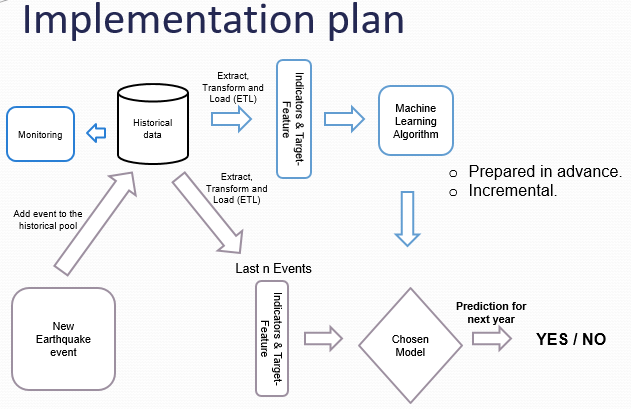 Implementation plan
Extract,
Transform and
Load (ETL)
Indicators & Target-
Feature
Monitoring
Historical
data
Machine
Learning
Algorithm
o Prepared in advance.
o Incremental.
Extract,
Transform and
Load (ETL)
Add event to the
historical pool
Last n Events
New
Earthquake
event
Indicators & Target-
Feature
Chosen
Model
Prediction for
next year
YES / NO